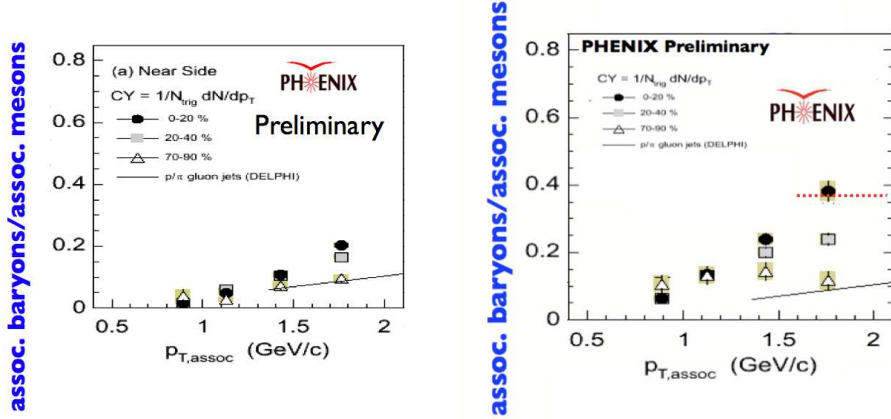 assoc. baryons/assoc. mesons
0.8
0.6
0.4
0.2
0
(a) Near Side
PHENIX
CY = 1/N_trig dN/dp_T
Preliminary
0-20 %
20-40 %
70-90 %
p/π gluon jets (DELPHI)
0.5 1 1.5 2
p_T,assoc (GeV/c)
assoc. baryons/assoc. mesons
0.8
0.6
0.4
0.2
0
PHENIX Preliminary
CY = 1/N_trig dN/dp_T
PHENIX
0-20 %
20-40 %
70-90 %
p/π gluon jets (DELPHI)
0.5 1 1.5 2
p_T,assoc (GeV/c)